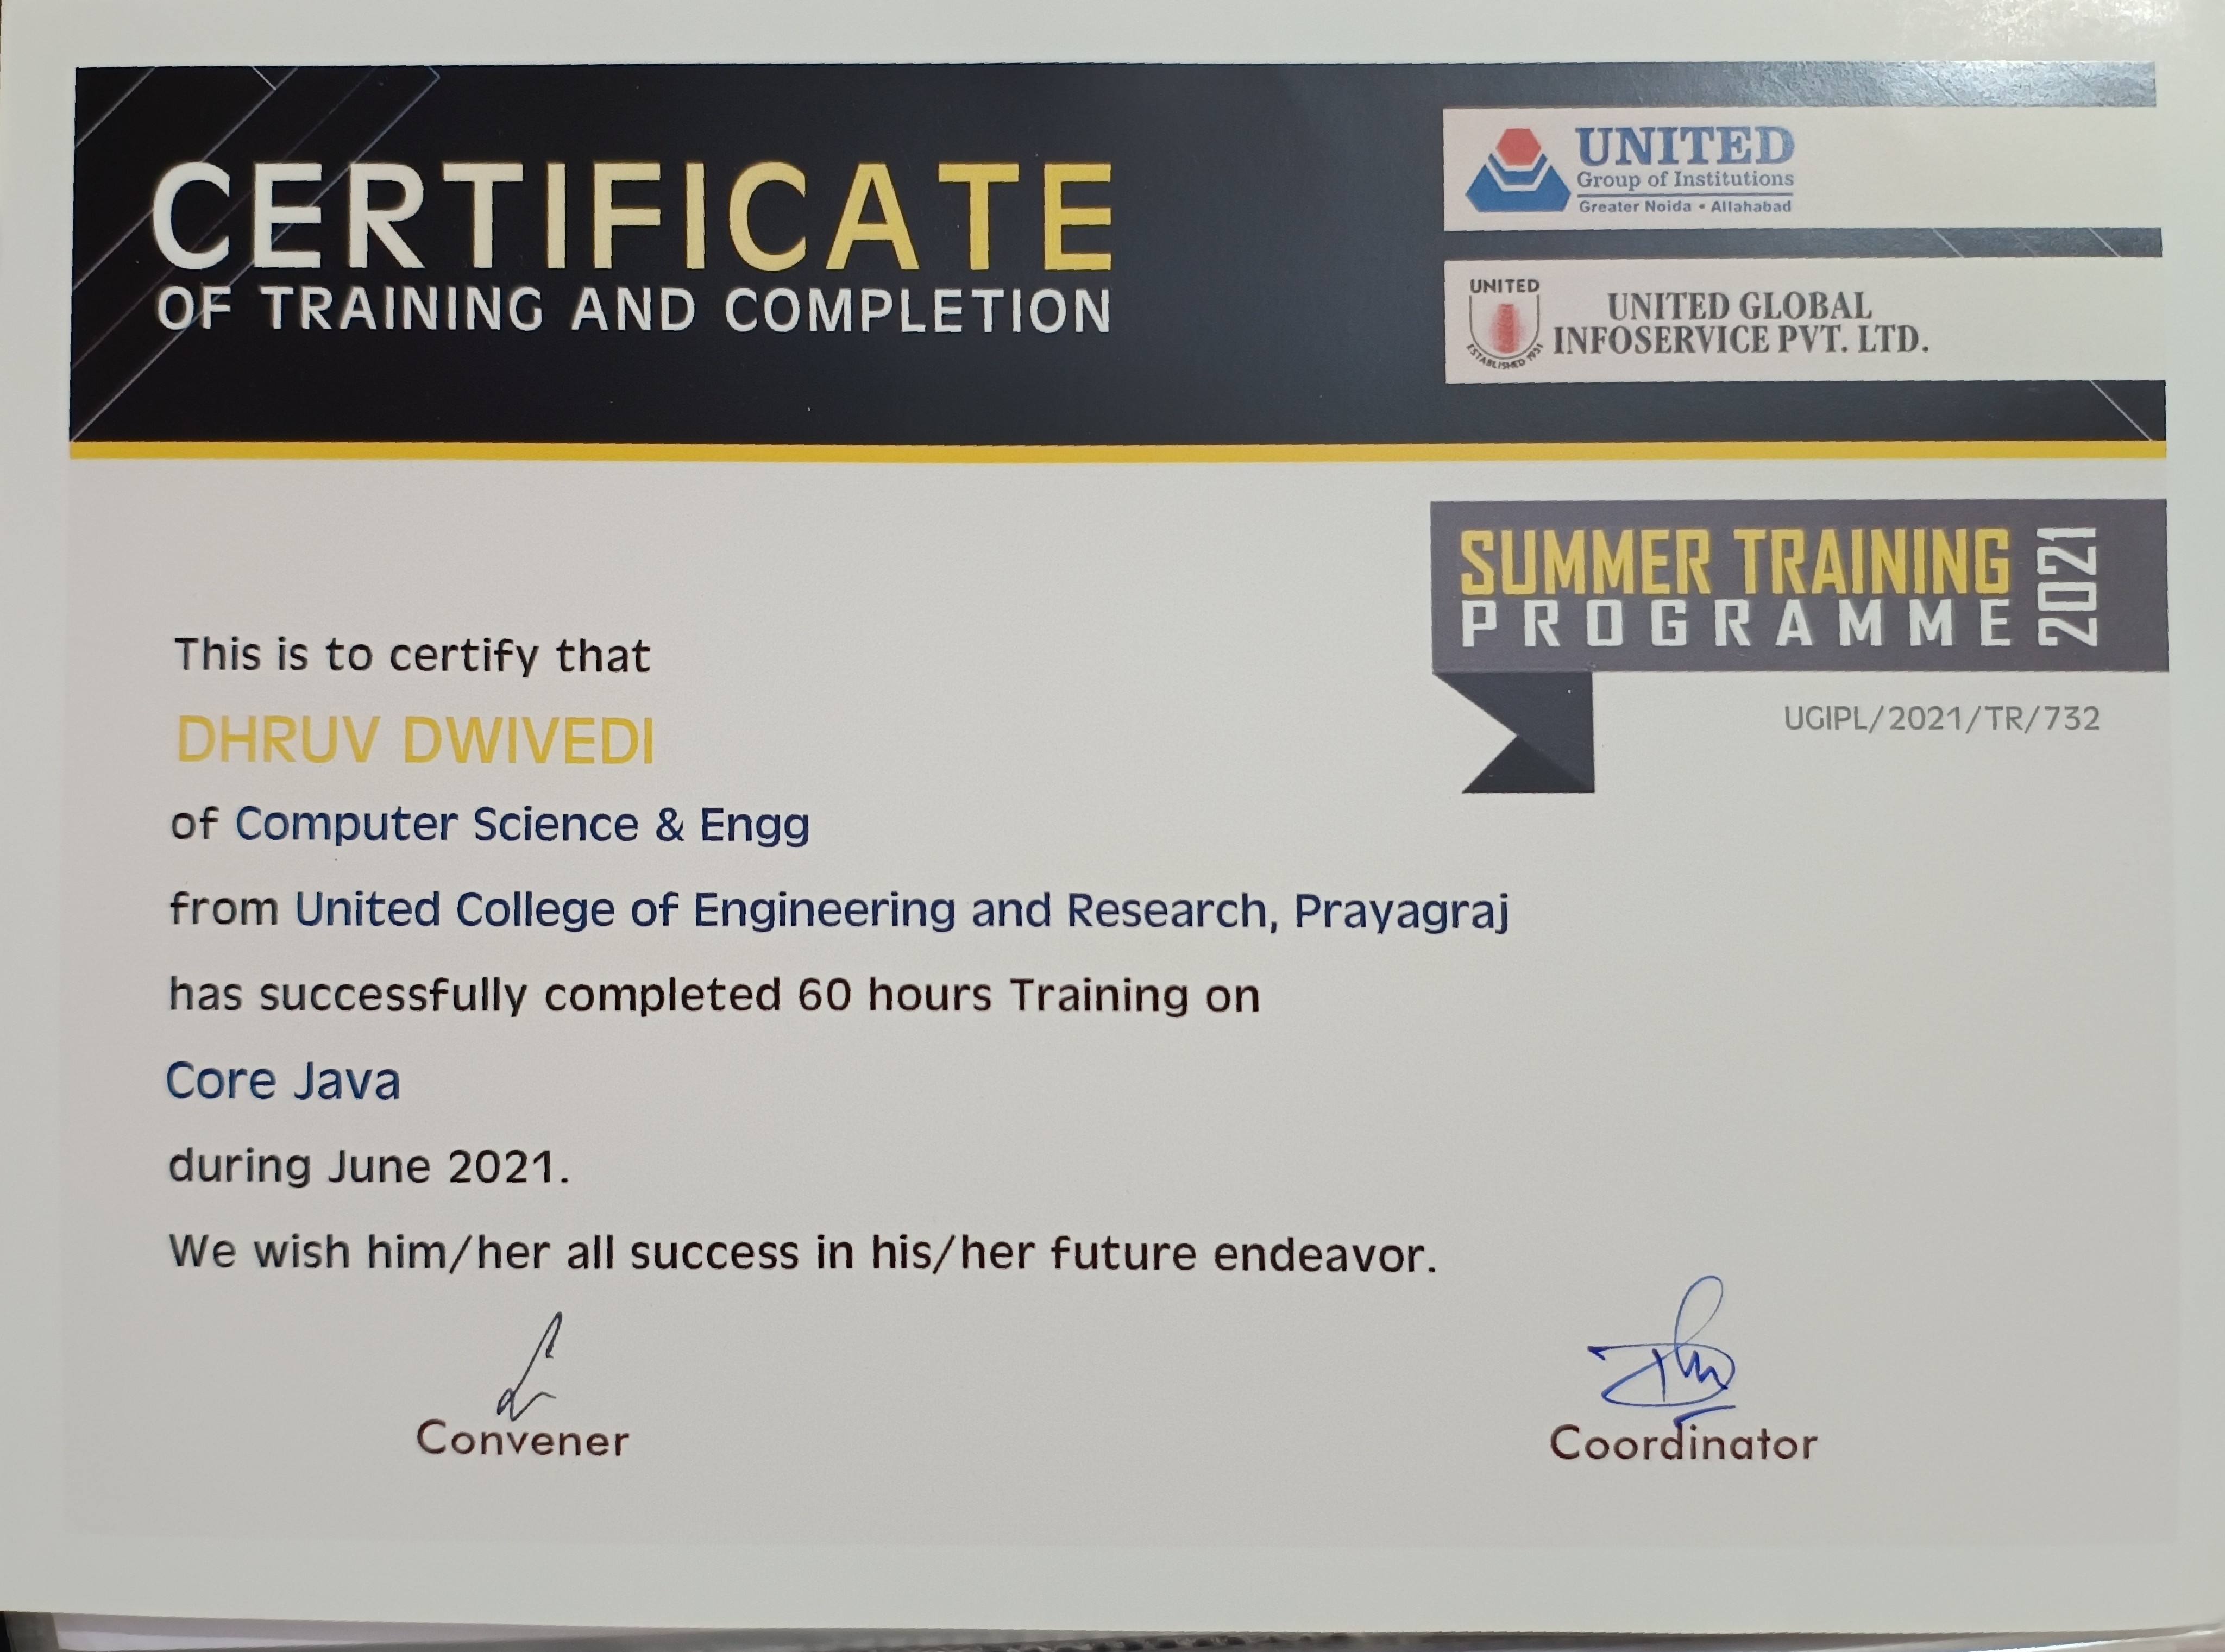 CERTIFICATE
OF TRAINING AND COMPLETION
UNITED
Group of Institutions
Greater Noida • Allahabad
UNITED
ESTABLISHED 1951
UNITED GLOBAL
INFOSERVICE PVT. LTD.
SUMMER TRAINING
PROGRAMME
2021
UGIPL/2021/TR/732
This is to certify that
DHRUV DWIVEDI
of Computer Science & Engg
from United College of Engineering and Research, Prayagraj
has successfully completed 60 hours Training on
Core Java
during June 2021.
We wish him/her all success in his/her future endeavor.
Convener
Coordinator